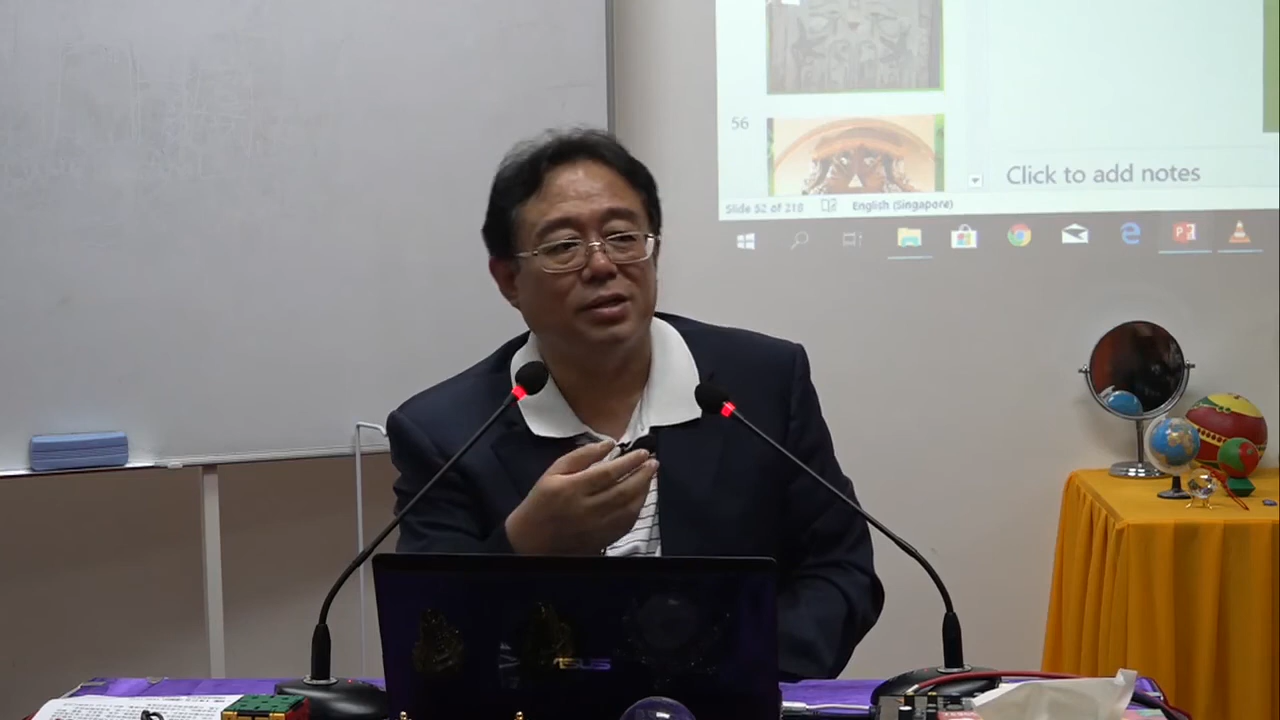 56
Click to add notes
Slide 52 of 218
English (Singapore)
ASUS